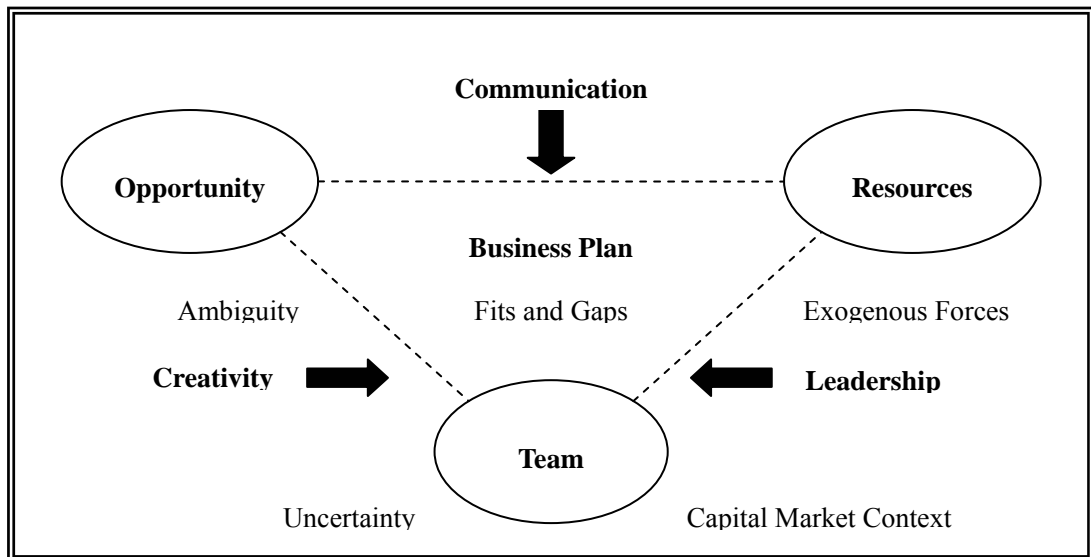 Communication
Opportunity
Resources
Business Plan
Ambiguity
Fits and Gaps
Exogenous Forces
Creativity
Leadership
Team
Uncertainty
Capital Market Context